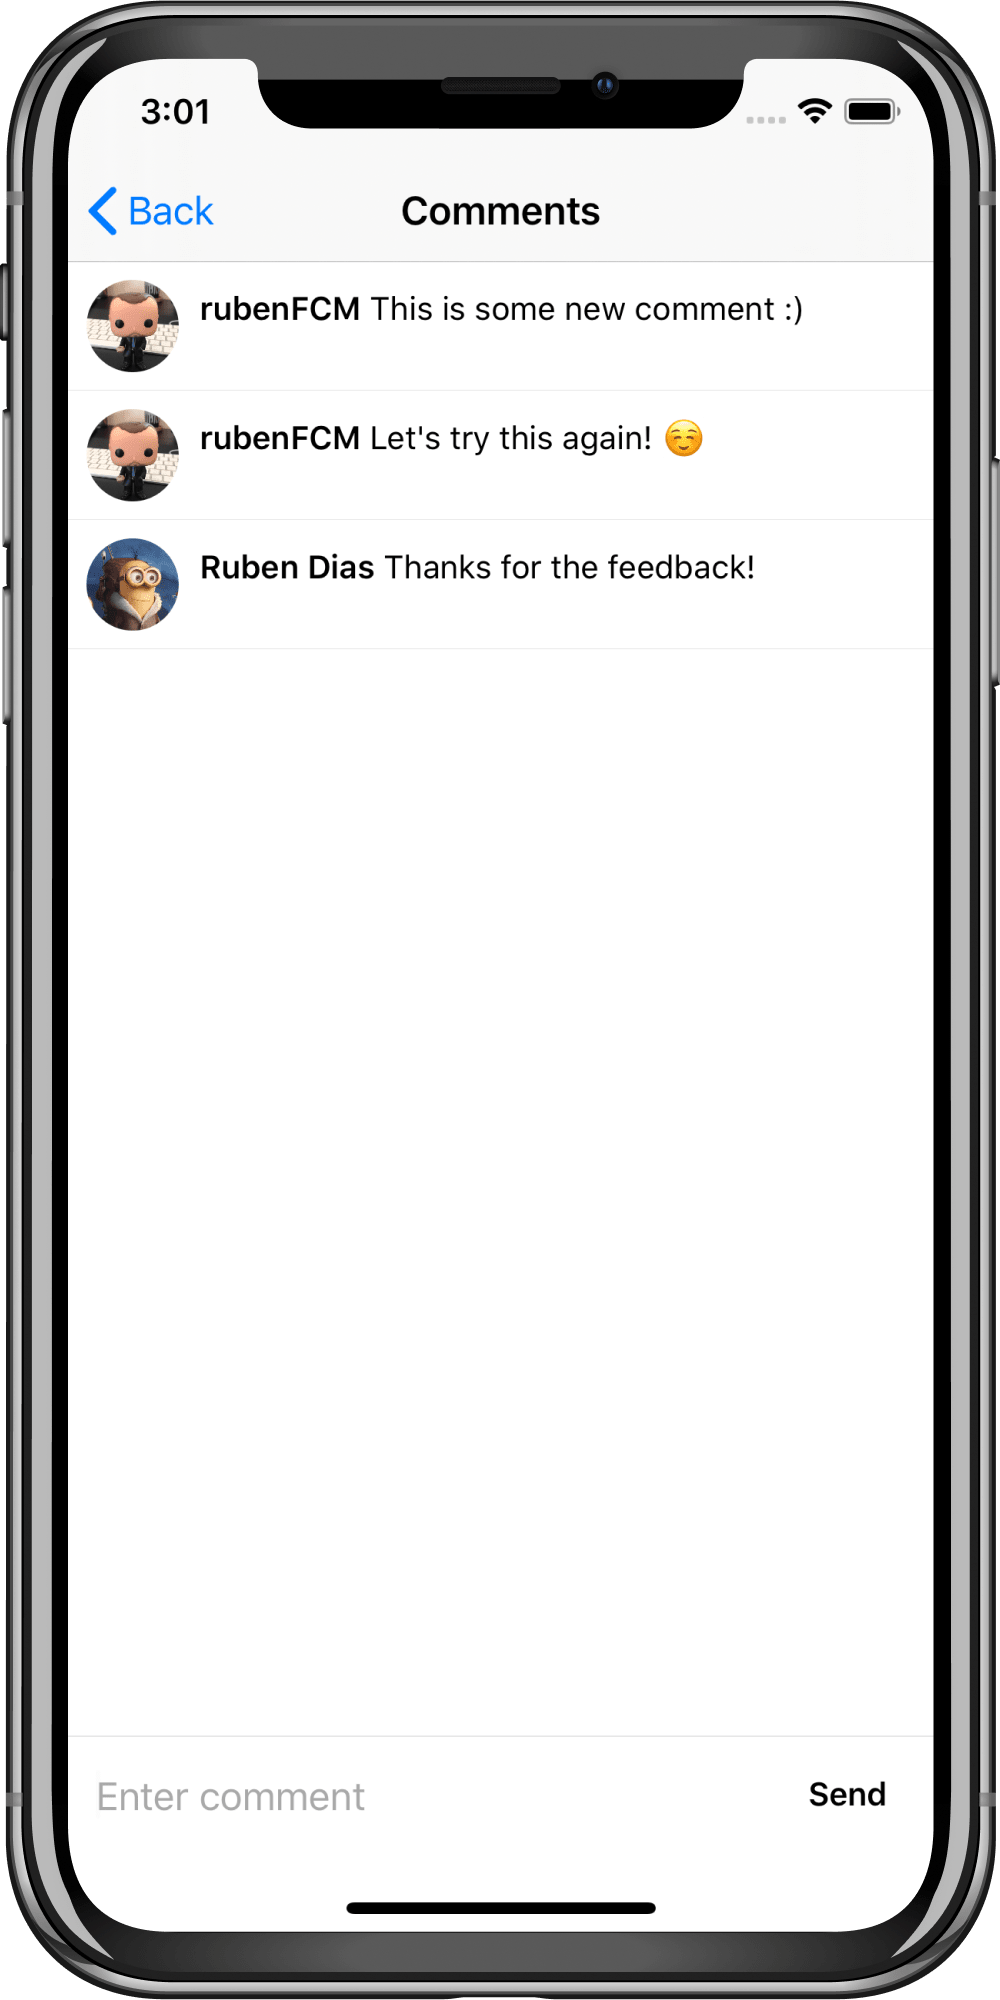 3:01
Back
Comments
rubenFCM This is some new comment :)
rubenFCM Let's try this again! ☺️
Ruben Dias Thanks for the feedback!
Enter comment
Send